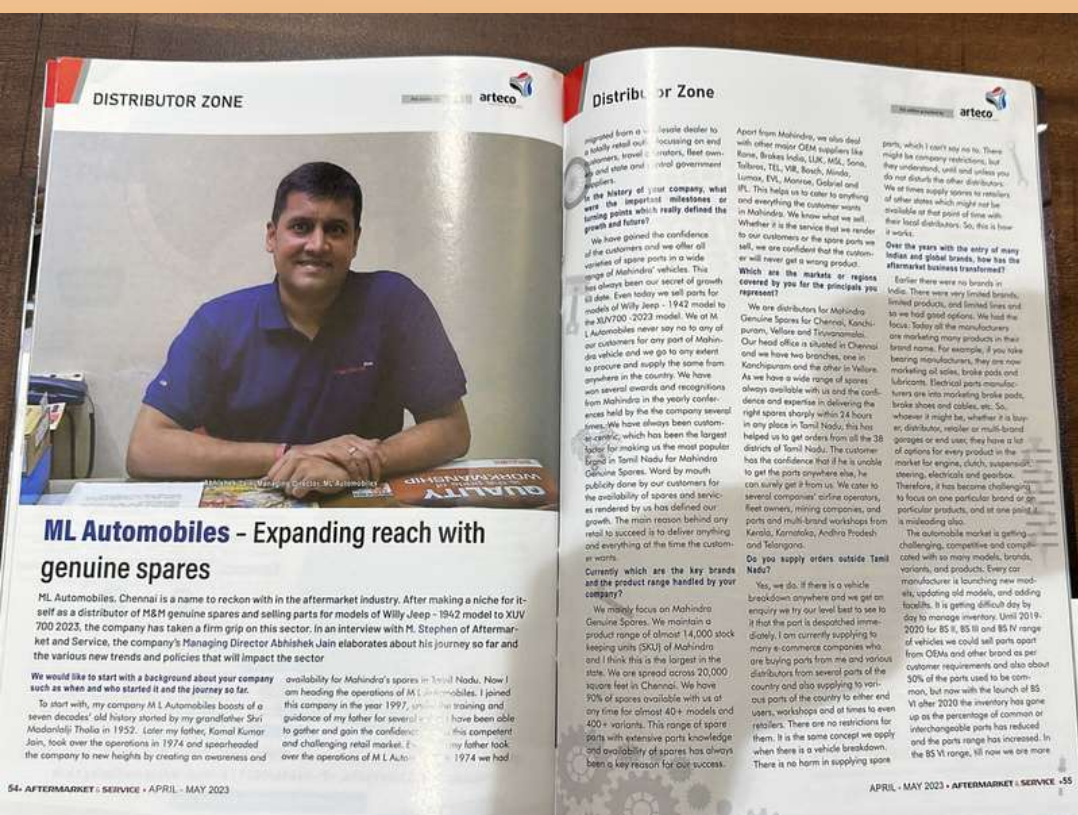 DISTRIBUTOR ZONE
arteco
Abhishek Jain, Managing Director, ML Automobiles
QUALITY
WORKMANSHIP
ML Automobiles – Expanding reach with
genuine spares
ML Automobiles. Chennai is a name to reckon with in the aftermarket industry. After making a niche for it-
self as a distributor of M&M genuine spares and selling parts for models of Willy Jeep - 1942 model to XUV
700 2023, the company has taken a firm grip on this sector. In an interview with M. Stephen of Aftermar-
ket and Service, the company's Managing Director Abhishek Jain elaborates about his journey so far and
the various new trends and policies that will impact the sector
We would like to start with a background about your company
such as when and who started it and the journey so far.
To start with, my company M L Automobiles boasts of a
seven decades' old history started by my grandfather Shri
Madanlalji Thalia in 1952. Later my father, Kamal Kumar
Jain, took over the operations in 1974 and spearheaded
the company to new heights by creating an awareness and
availability for Mahindra's spares in Tamil Nadu. Now I
am heading the operations of M L Automobiles. I joined
this company in the year 1997, the training and
guidance of my father for several I have been able
to gather and gain the confidence this competent
and challenging retail market. my father took
over the operations of M L 1974 we had
54 • AFTERMARKET & SERVICE • APRIL - MAY 2023
Distributor Zone
arteco
migrated from a wholesale dealer to
a totally retail focussing on end
customers, travel operators, fleet own-
ers and state and central government
suppliers.
In the history of your company, what
were the important milestones or
turning points which really defined the
growth and future?
We have gained the confidence
of the customers and we offer all
varieties of spare parts in a wide
range of Mahindra' vehicles. This
has always been our secret of growth
till date. Even today we sell parts for
models of Willy Jeep - 1942 model to
the XUV700 -2023 model. We at M
L Automobiles never say no to any of
our customers for any part of Mahin-
dra vehicle and we go to any extent
to procure and supply the same from
anywhere in the country. We have
won several awards and recognitions
from Mahindra in the yearly confer-
ences held by the the company several
times. We have always been custom-
er-centric, which has been the largest
factor for making us the most popular
brand in Tamil Nadu for Mahindra
Genuine Spares. Word by mouth
publicity done by our customers for
the availability of spares and servic-
es rendered by us has defined our
growth. The main reason behind any
retail to succeed is to deliver anything
and everything at the time the custom-
er wants.
Currently which are the key brands
and the product range handled by your
company?
We mainly focus on Mahindra
Genuine Spares. We maintain a
product range of almost 14,000 stock
keeping units (SKU) of Mahindra
and I think this is the largest in the
state. We are spread across 20,000
square feet in Chennai. We have
90% of spares available with us at
any time for almost 40+ models and
400+ variants. This range of spare
parts with extensive parts knowledge
and availability of spares has always
been a key reason for our success.
Apart from Mahindra, we also deal
with other major OEM suppliers like
Rane, Brakes India, LUK, MSL, Sona,
Talbros, TEL, VIR, Bosch, Minda,
Lumax, EVL, Monroe, Gabriel and
IPL. This helps us to cater to anything
and everything the customer wants
in Mahindra. We know what we sell.
Whether it is the service that we render
to our customers or the spare parts we
sell, we are confident that the custom-
er will never get a wrong product.
Which are the markets or regions
covered by you for the principals you
represent?
We are distributors for Mahindra
Genuine Spares for Chennai, Kanchi-
puram, Vellore and Tiruvanamalai.
Our head office is situated in Chennai
and we have two branches, one in
Kanchipuram and the other in Vellore.
As we have a wide range of spares
always available with us and the confi-
dence and expertise in delivering the
right spares sharply within 24 hours
in any place in Tamil Nadu; this has
helped us to get orders from all the 38
districts of Tamil Nadu. The customer
has the confidence that if he is unable
to get the parts anywhere else, he
can surely get it from us. We cater to
several companies' airline operators,
fleet owners, mining companies, and
parts and multi-brand workshops from
Kerala, Karnataka, Andhra Pradesh
and Telangana.
Do you supply orders outside Tamil
Nadu?
Yes, we do. If there is a vehicle
breakdown anywhere and we get an
enquiry we try our level best to see to
it that the part is despatched imme-
diately. I am currently supplying to
many e-commerce companies who
are buying parts from me and various
distributors from several parts of the
country and also supplying to vari-
ous parts of the country to either end
users, workshops and at times to even
retailers. There are no restrictions for
them. It is the same concept we apply
when there is a vehicle breakdown.
There is no harm in supplying spare
parts, which I can't say no to. There
might be company restrictions, but
they understand, until and unless you
do not disturb the other distributors.
We at times supply spares to retailers
of other states which might not be
available at that point of time with
their local distributors. So, this is how
it works.
Over the years with the entry of many
Indian and global brands, how has the
aftermarket business transformed?
Earlier there were no brands in
India. There were very limited brands,
limited products, and limited lines and
so we had good options. We had the
focus. Today all the manufacturers
are marketing many products in their
brand name. For example, if you take
bearing manufacturers, they are now
marketing oil sales, brake pads and
lubricants. Electrical parts manufac-
turers are into marketing brake pads,
brake shoes and cables, etc. So,
whoever it might be, whether it is buy-
er, distributor, retailer or multi-brand
garages or end user, they have a lot
of options for every product in the
market for engine, clutch, suspension,
steering, electricals and gearbox.
Therefore, it has become challenging
to focus on one particular brand or on
particular products, and at one point it
is misleading also.
The automobile market is getting
challenging, competitive and compli-
cated with so many models, brands,
variants, and products. Every car
manufacturer is launching new mod-
els, updating old models, and adding
facelifts. It is getting difficult day by
day to manage inventory. Until 2019-
2020 for BS II, BS III and BS IV range
of vehicles we could sell parts apart
from OEMs and other brand as per
customer requirements and also about
50% of the parts used to be com-
mon, but now with the launch of BS
VI after 2020 the inventory has gone
up as the percentage of common or
interchangeable parts has reduced
and the parts range has increased. In
the BS VI range, till now we are more
APRIL - MAY 2023 • AFTERMARKET & SERVICE • 55